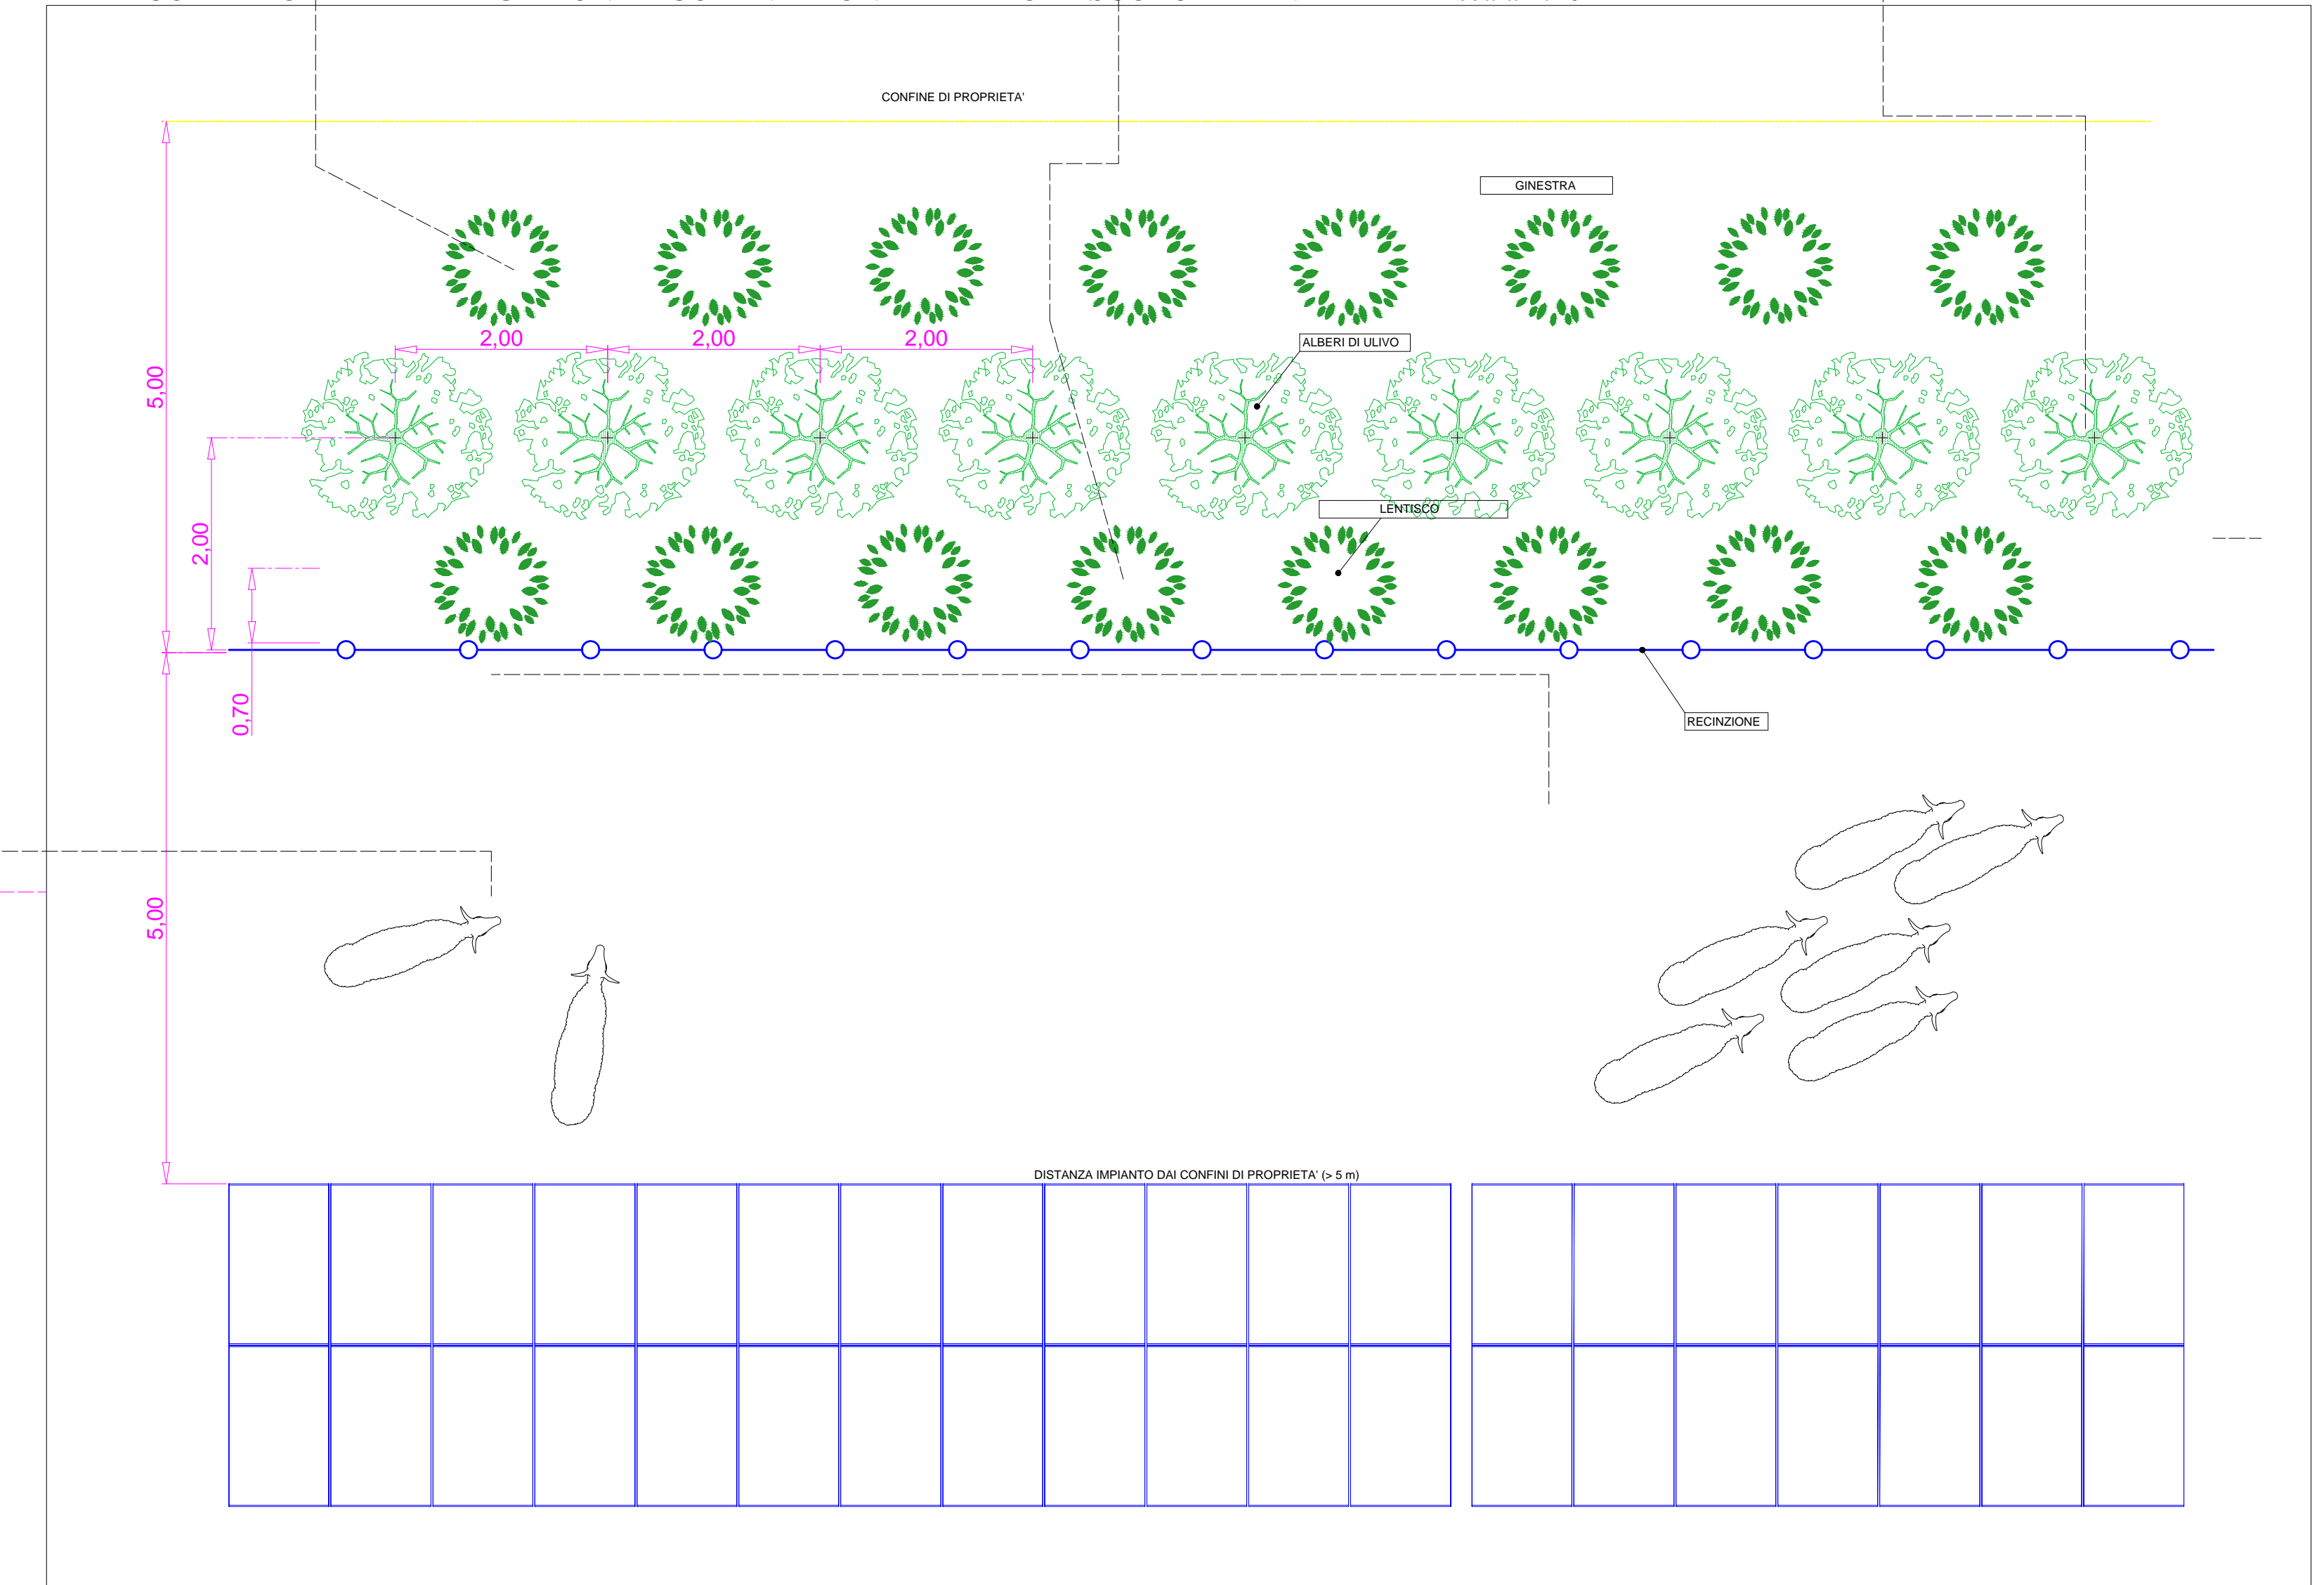 CONFINE DI PROPRIETA'
GINESTRA
2,00
2,00
2,00
ALBERI DI ULIVO
5,00
LENTISCO
2,00
0,70
RECINZIONE
5,00
DISTANZA IMPIANTO DAI CONFINI DI PROPRIETA' (> 5 m)